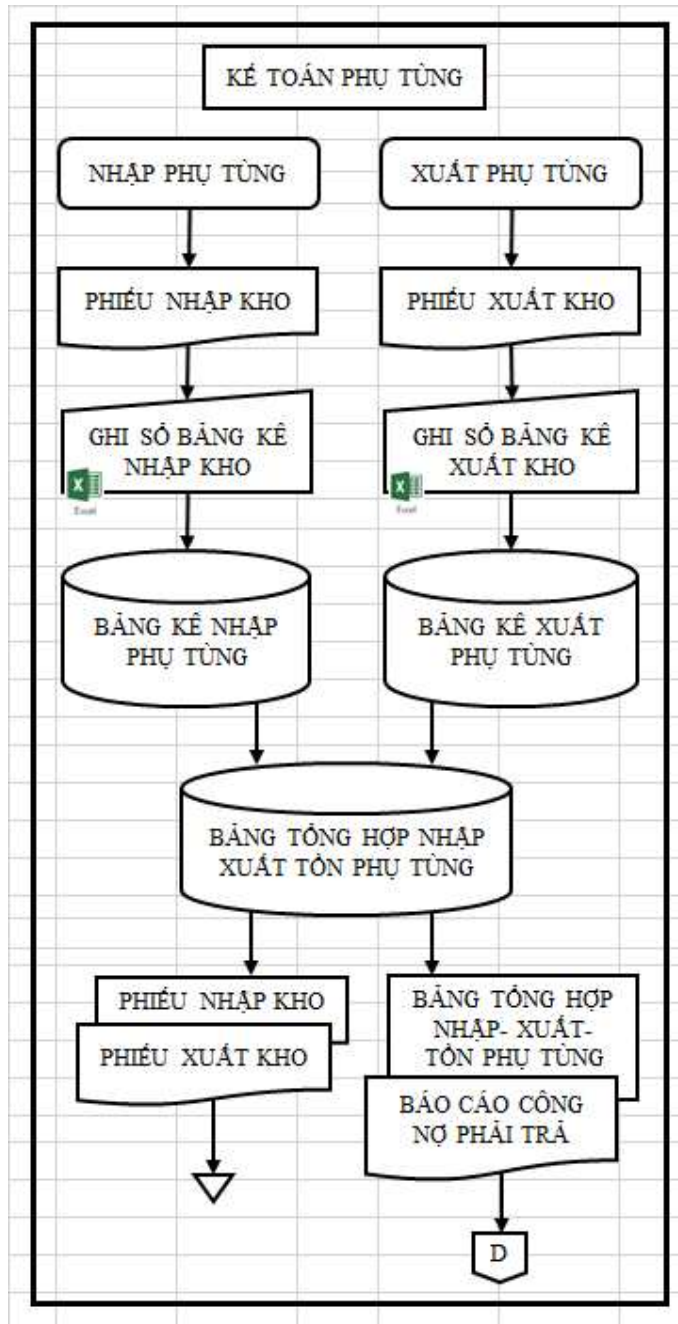 KẾ TOÁN PHỤ TÙNG
NHẬP PHỤ TÙNG
XUẤT PHỤ TÙNG
PHIẾU NHẬP KHO
PHIẾU XUẤT KHO
GHI SỔ BẢNG KÊ
NHẬP KHO
Excel
GHI SỔ BẢNG KÊ
XUẤT KHO
Excel
BẢNG KÊ NHẬP
PHỤ TÙNG
BẢNG KÊ XUẤT
PHỤ TÙNG
BẢNG TỔNG HỢP NHẬP
XUẤT TỒN PHỤ TÙNG
PHIẾU NHẬP KHO
PHIẾU XUẤT KHO
BẢNG TỔNG HỢP
NHẬP- XUẤT-
TỒN PHỤ TÙNG
BÁO CÁO CÔNG
NỢ PHẢI TRẢ
D